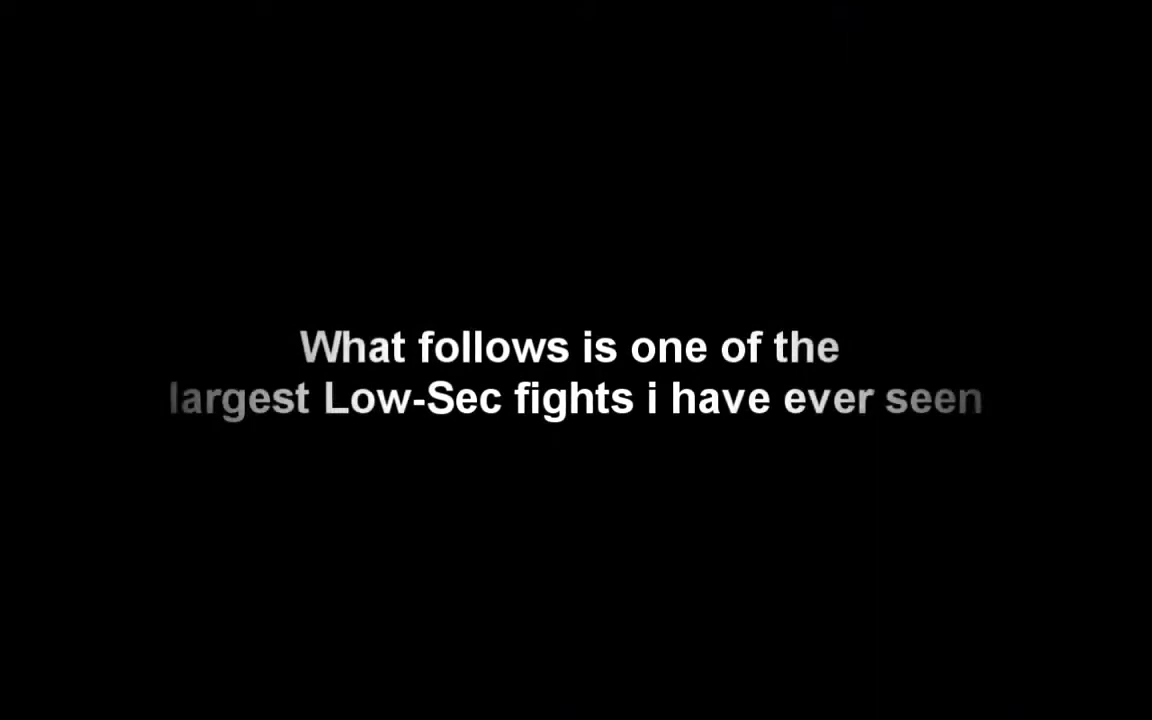 What follows is one of the
largest Low-Sec fights i have ever seen